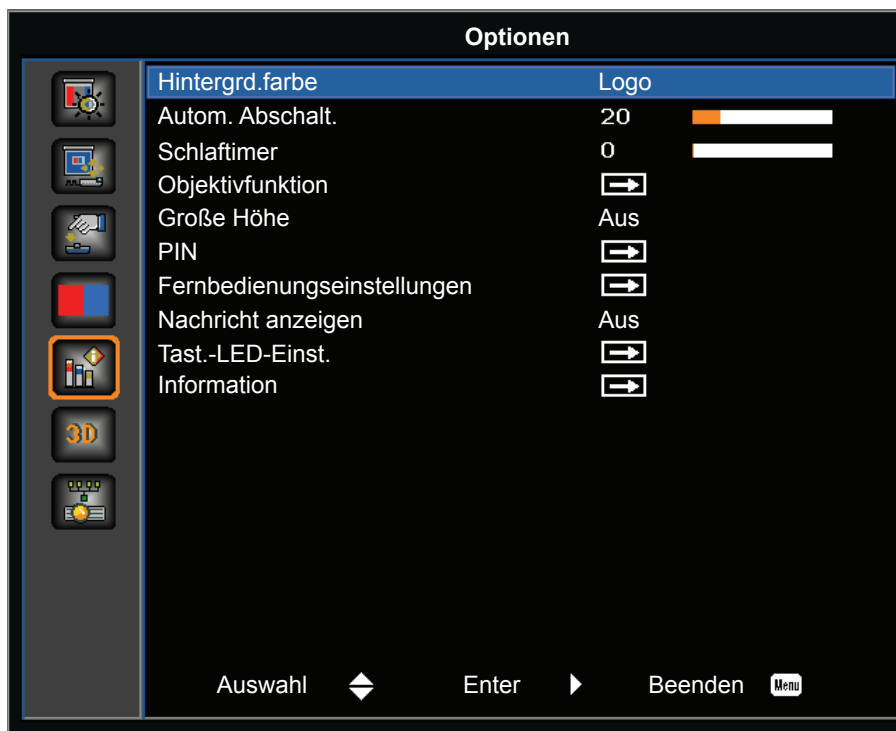 Optionen
Hintergrd.farbe Logo
Autom. Abschalt. 20
Schlaftimer 0
Objektivfunktion
Große Höhe Aus
PIN
Fernbedienungseinstellungen
Nachricht anzeigen Aus
Tast.-LED-Einst.
Information
3D
Auswahl Enter Beenden Menu